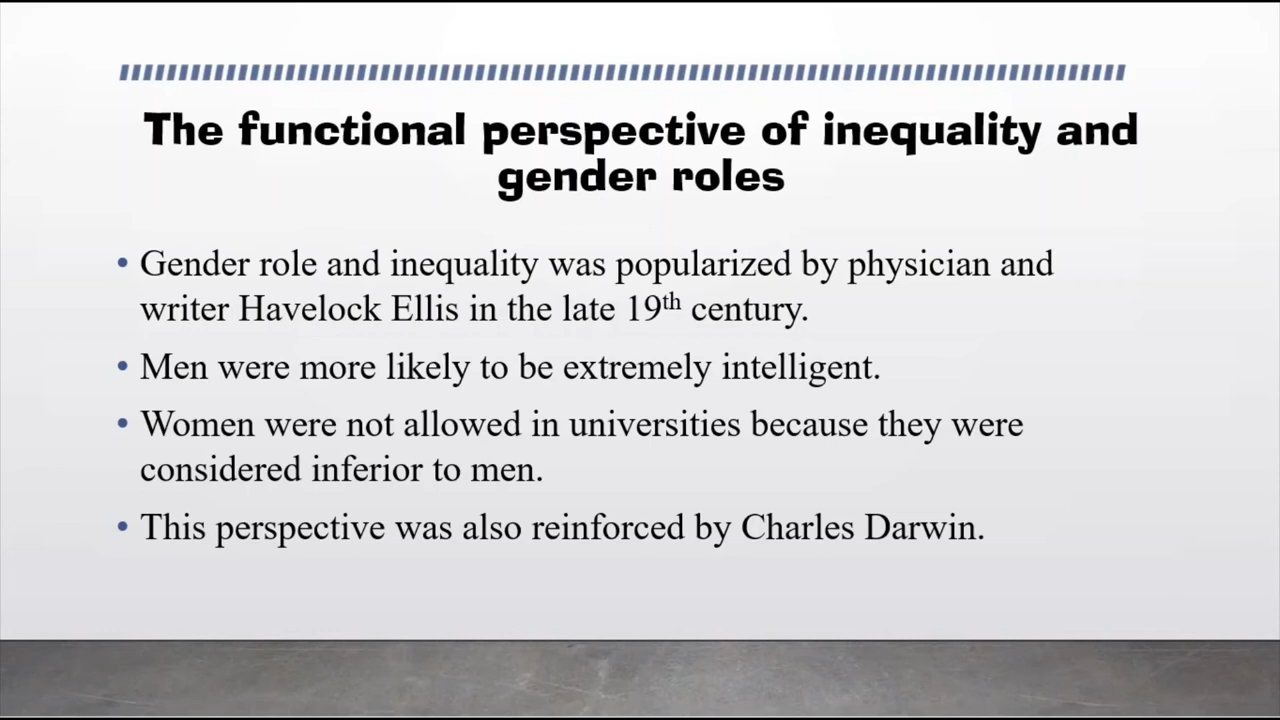 The functional perspective of inequality and
gender roles
• Gender role and inequality was popularized by physician and
writer Havelock Ellis in the late 19th century.
• Men were more likely to be extremely intelligent.
• Women were not allowed in universities because they were
considered inferior to men.
• This perspective was also reinforced by Charles Darwin.